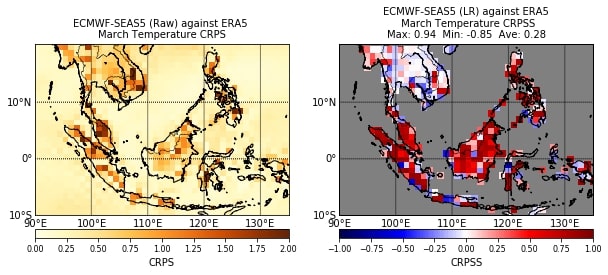 ECMWF-SEAS5 (Raw) against ERA5
March Temperature CRPS
10°N
0°
10°S
90°E 100°E 110°E 120°E 130°E
0.00 0.25 0.50 0.75 1.00 1.25 1.50 1.75 2.00
CRPS
ECMWF-SEAS5 (LR) against ERA5
March Temperature CRPSS
Max: 0.94 Min: -0.85 Ave: 0.28
10°N
0°
10°S
90°E 100°E 110°E 120°E 130°E
−1.00 −0.75 −0.50 −0.25 0.00 0.25 0.50 0.75 1.00
CRPSS